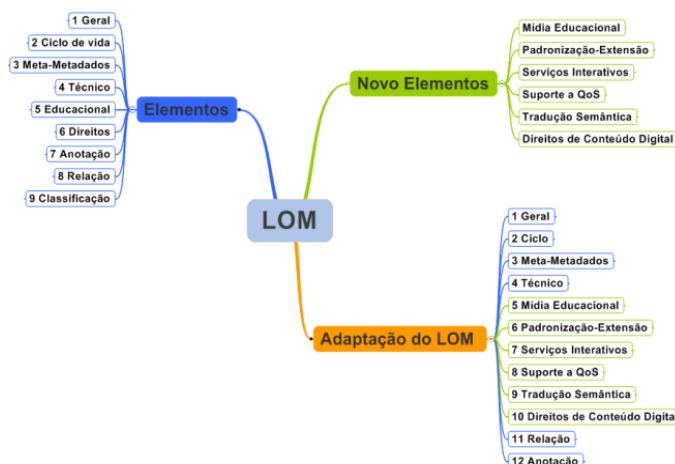 1 Geral
2 Ciclo de vida
3 Meta-Metadados
4 Técnico
5 Educacional
6 Direitos
7 Anotação
8 Relação
9 Classificação
Elementos
LOM
Novo Elementos
Mídia Educacional
Padronização-Extensão
Serviços Interativos
Suporte a QoS
Tradução Semântica
Direitos de Conteúdo Digital
Adaptação do LOM
1 Geral
2 Ciclo
3 Meta-Metadados
4 Técnico
5 Mídia Educacional
6 Padronização-Extensão
7 Serviços Interativos
8 Suporte a QoS
9 Tradução Semântica
10 Direitos de Conteúdo Digita
11 Relação
12 Anotação